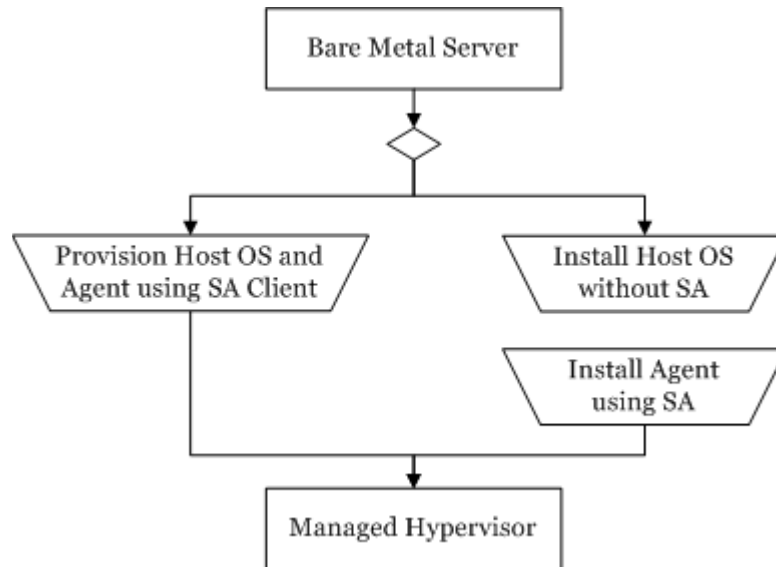 Bare Metal Server
Provision Host OS and
Agent using SA Client
Install Host OS
without SA
Install Agent
using SA
Managed Hypervisor